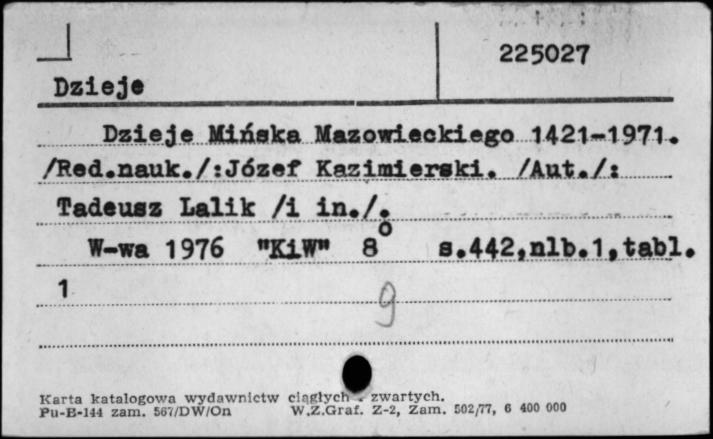 225027
Dzieje
Dzieje Mińska Mazowieckiego 1421-1971.
/Red.nauk./:Józef Kazimierski. /Aut./:
Tadeusz Lalik /i in./.
W-wa 1976 "KiW" 8° s.442,nlb.1,tabl.
1
9
Karta katalogowa wydawnictw ciągłych - zwartych.
Pu-B-144 zam. 567/DW/On W.Z.Graf. Z-2, Zam. 502/77, 6 400 000